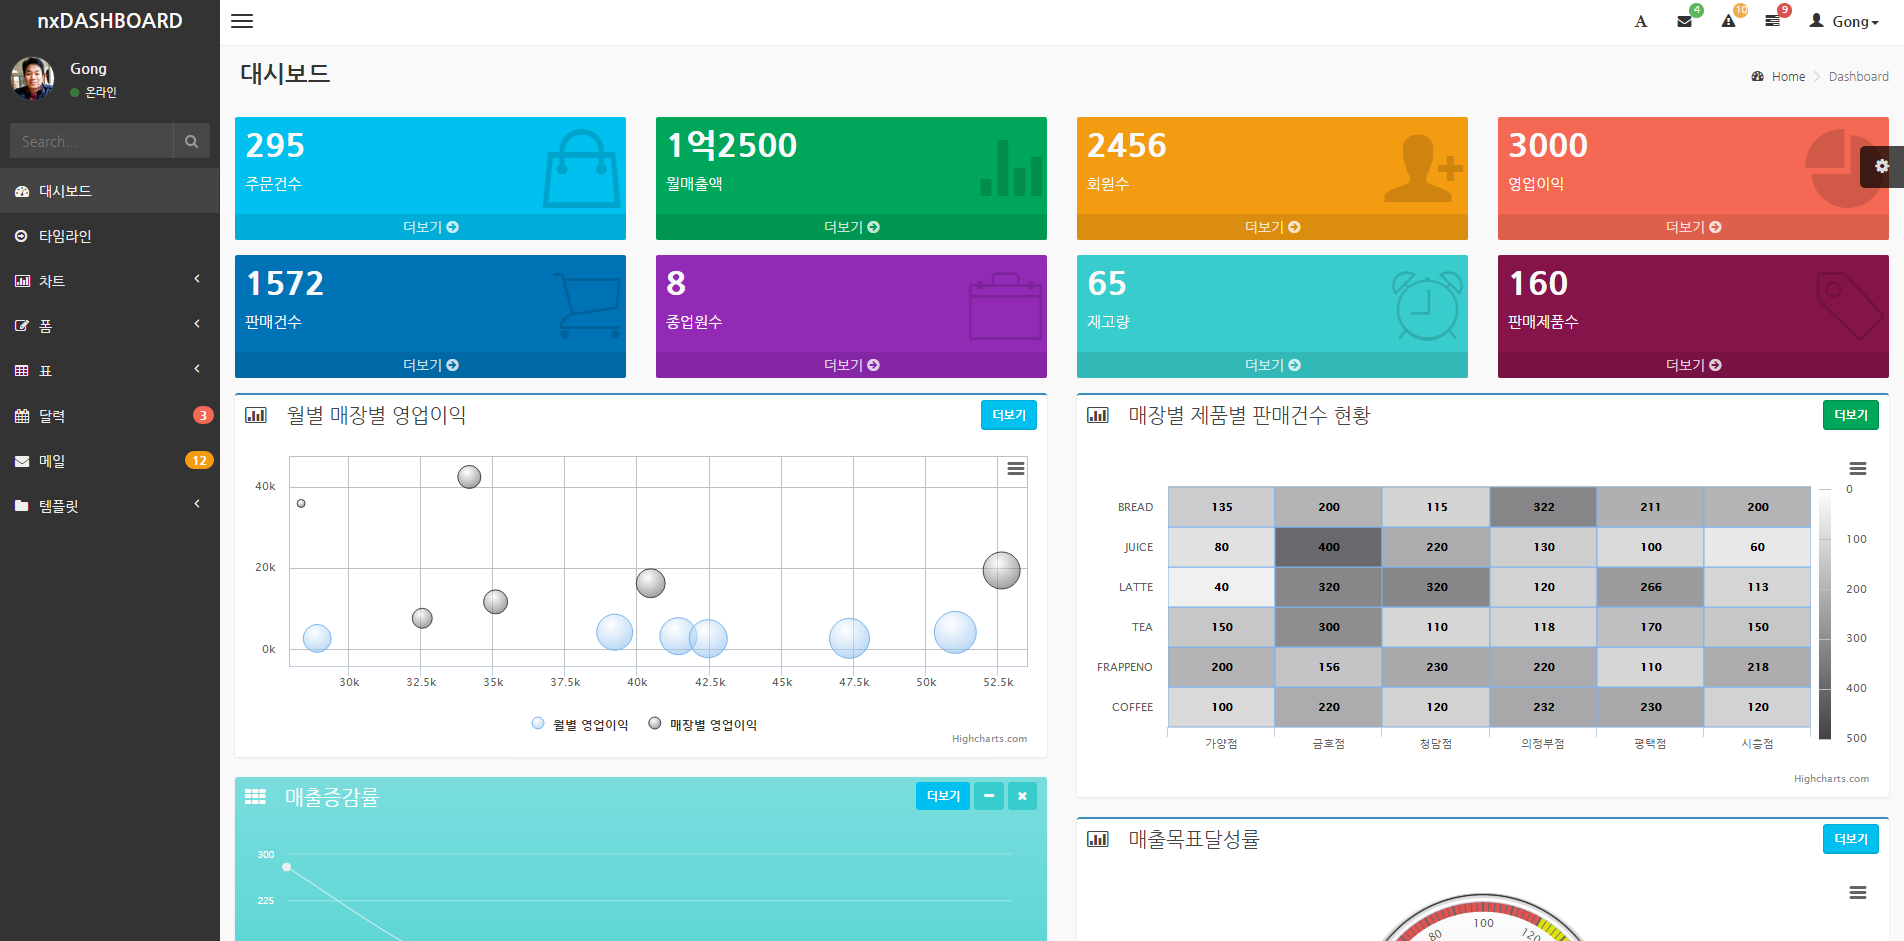 nxDASHBOARD
Gong
온라인
Search...
대시보드
타임라인
차트
폼
표
달력 3
메일 12
템플릿
A 4 10 9 Gong
대시보드
Home > Dashboard
295
주문건수
더보기
1억2500
월매출액
더보기
2456
회원수
더보기
3000
영업이익
더보기
1572
판매건수
더보기
8
종업원수
더보기
65
재고량
더보기
160
판매제품수
더보기
월별 매장별 영업이익 더보기
40k
20k
0k
30k 32.5k 35k 37.5k 40k 42.5k 45k 47.5k 50k 52.5k
월별 영업이익 매장별 영업이익
Highcharts.com
매장별 제품별 판매건수 현황 더보기
BREAD 135 200 115 322 211 200
JUICE 80 400 220 130 100 60
LATTE 40 320 320 120 266 113
TEA 150 300 110 118 170 150
FRAPPENO 200 156 230 220 110 218
COFFEE 100 220 120 232 230 120
가양점 금호점 청담점 의정부점 평택점 시흥점
0
100
200
300
400
500
Highcharts.com
매출증감률 더보기
300
225
매출목표달성률 더보기
80 100 120